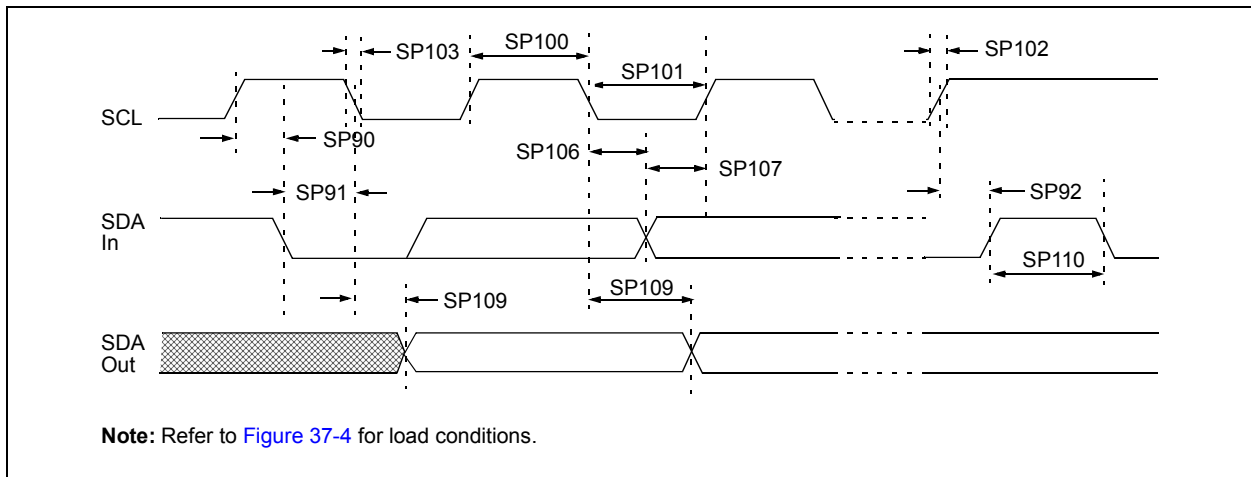 SP103
SP100
SP102
SP101
SCL
SP90
SP106
SP107
SP91
SP92
SDA
In
SP110
SP109
SP109
SDA
Out
Note: Refer to Figure 37-4 for load conditions.